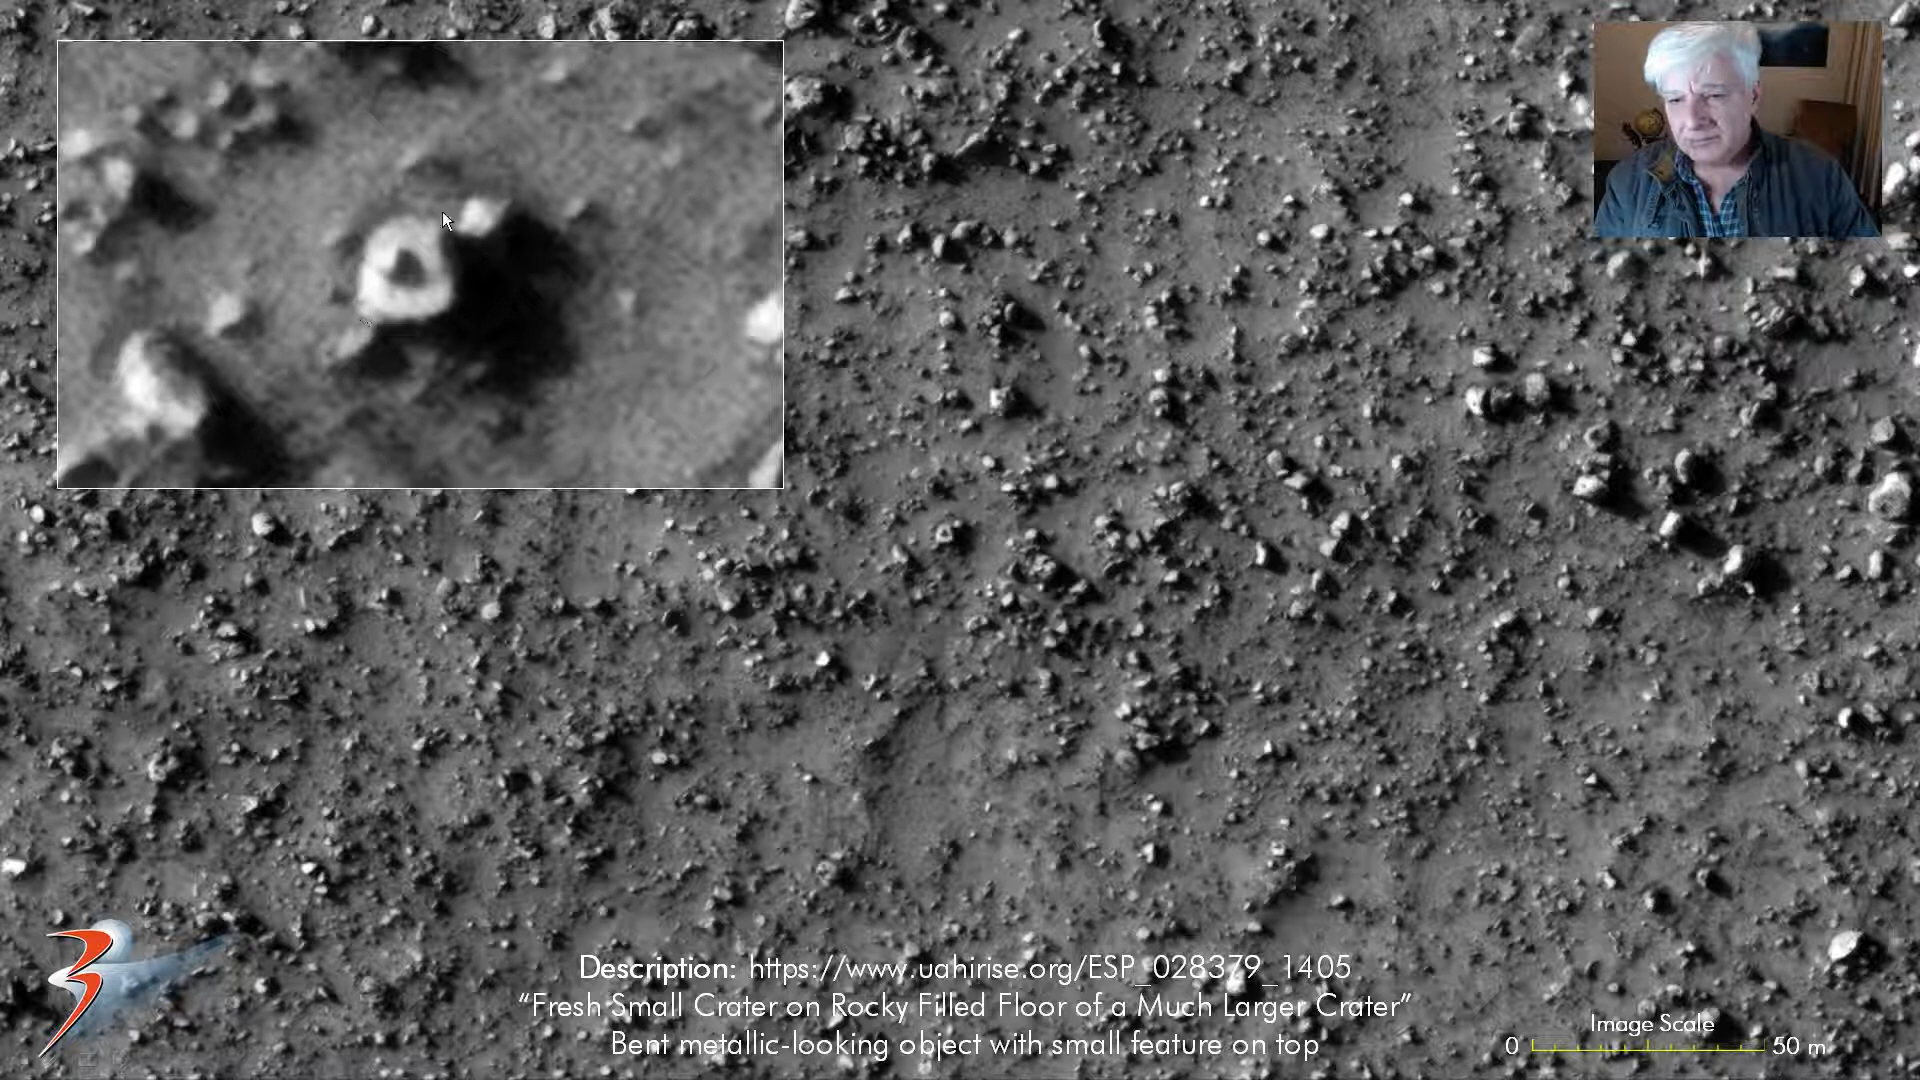 Description: https://www.uahirise.org/ESP_028379_1405
“Fresh Small Crater on Rocky Filled Floor of a Much Larger Crater”
Bent metallic-looking object with small feature on top
Image Scale
0 50 m